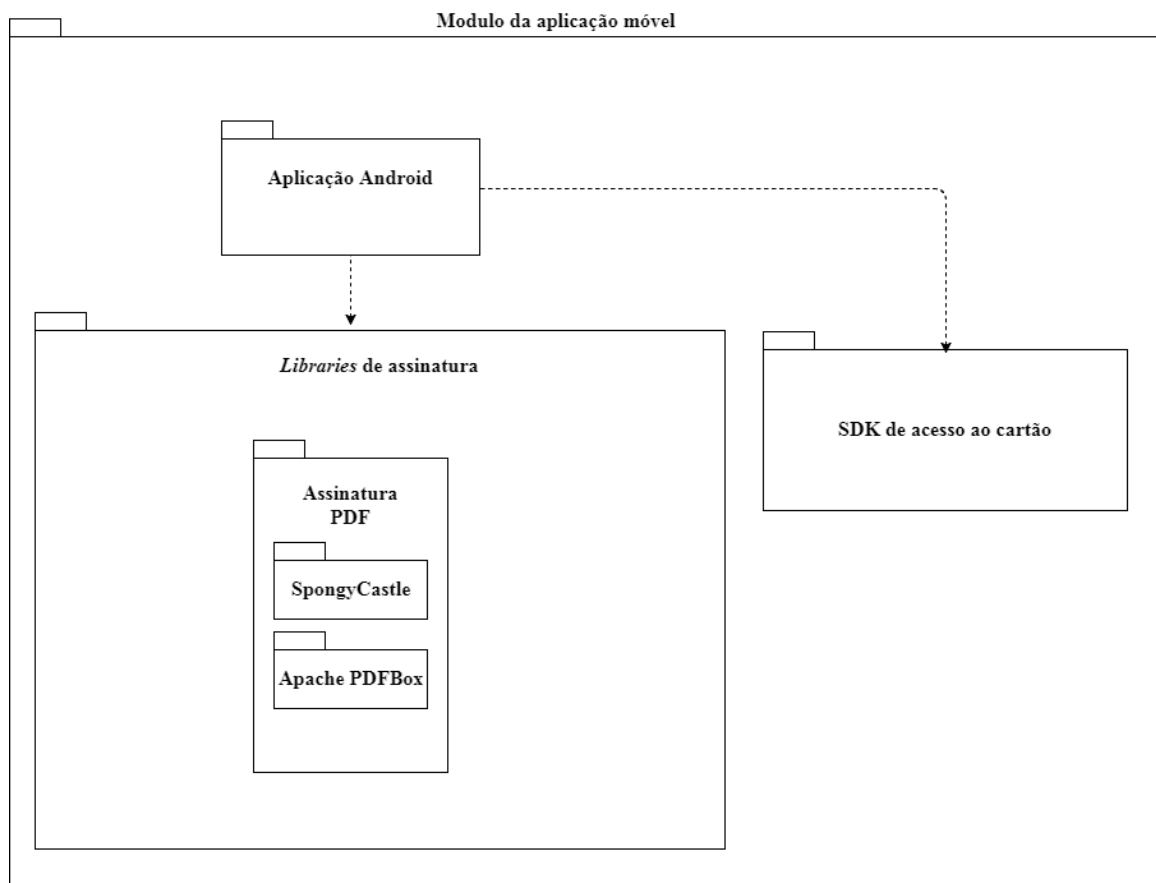 Modulo da aplicação móvel
Aplicação Android
Libraries de assinatura
SDK de acesso ao cartão
Assinatura
PDF
SpongyCastle
Apache PDFBox